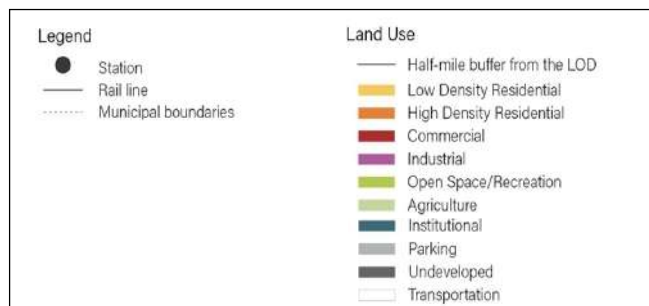 Legend
Station
Rail line
Municipal boundaries
Land Use
Half-mile buffer from the LOD
Low Density Residential
High Density Residential
Commercial
Industrial
Open Space/Recreation
Agriculture
Institutional
Parking
Undeveloped
Transportation